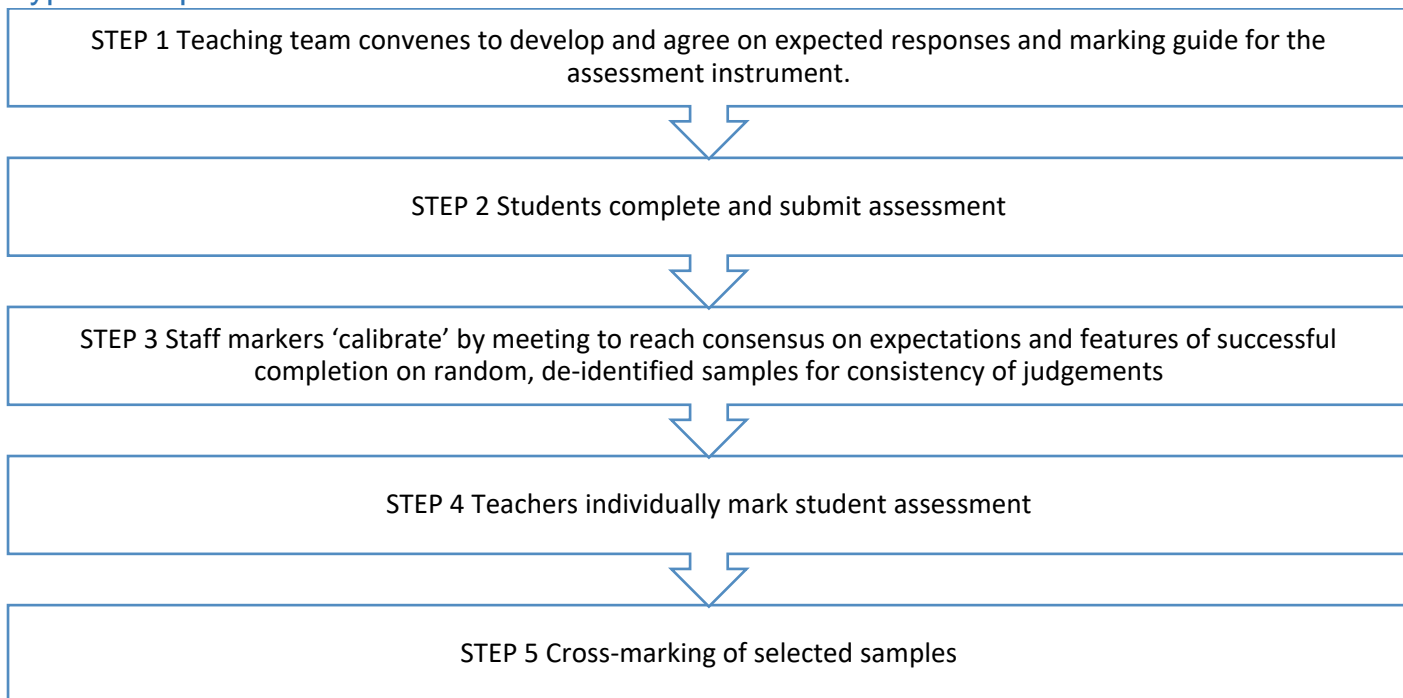 STEP 1 Teaching team convenes to develop and agree on expected responses and marking guide for the
assessment instrument.
STEP 2 Students complete and submit assessment
STEP 3 Staff markers ‘calibrate’ by meeting to reach consensus on expectations and features of successful
completion on random, de-identified samples for consistency of judgements
STEP 4 Teachers individually mark student assessment
STEP 5 Cross-marking of selected samples